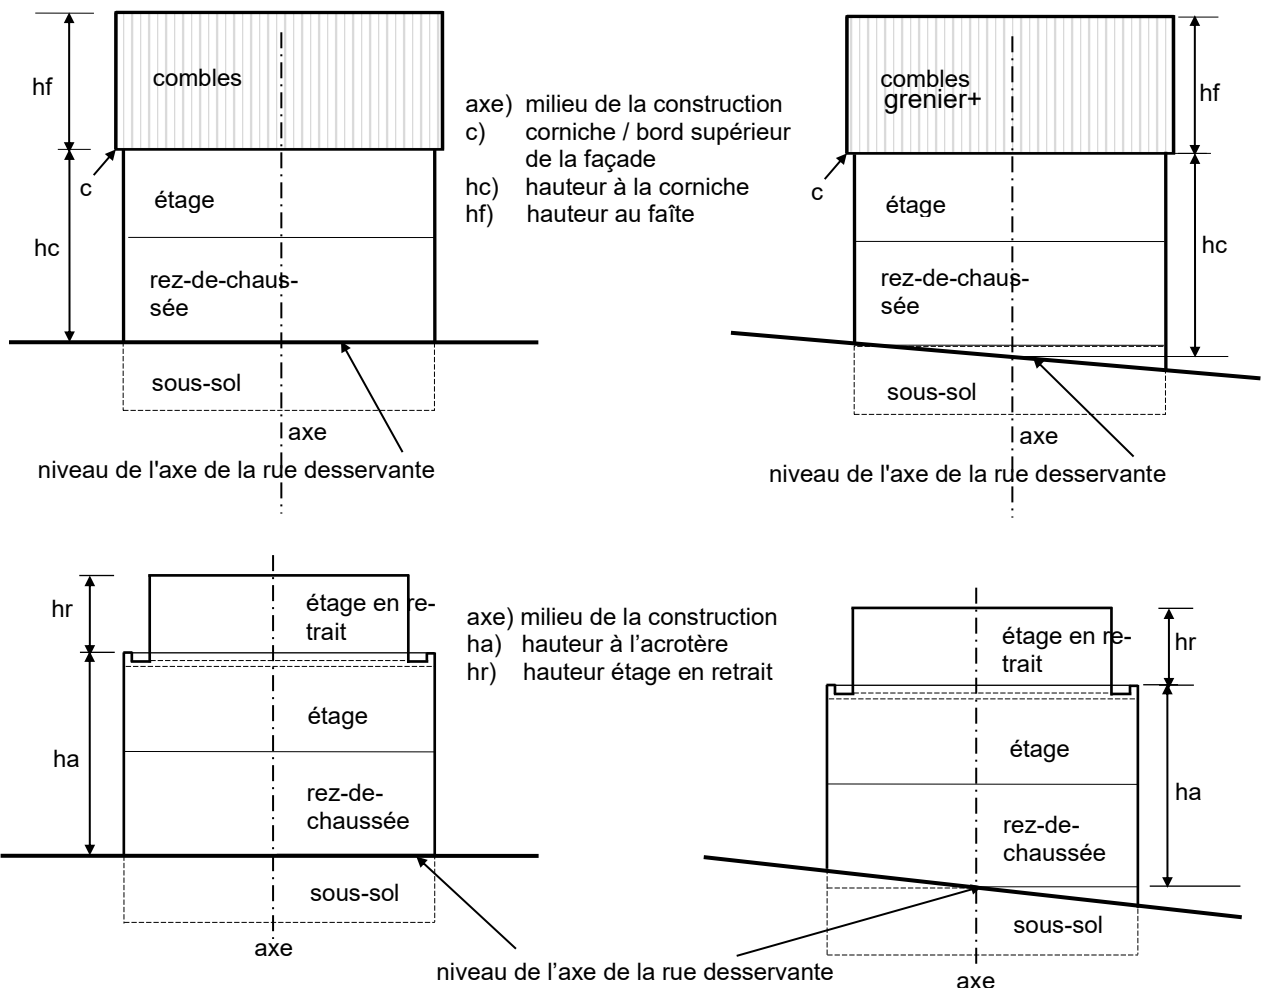 hf
combles
c
étage
hc
rez-de-chaus-
sée
sous-sol
axe
niveau de l'axe de la rue desservante
axe) milieu de la construction
c) corniche / bord supérieur
de la façade
hc) hauteur à la corniche
hf) hauteur au faîte
combles
grenier+
hf
c
étage
hc
rez-de-chaus-
sée
sous-sol
axe
niveau de l'axe de la rue desservante
hr
étage en re-
trait
étage
ha
rez-de-
chaussée
sous-sol
axe
axe) milieu de la construction
ha) hauteur à l’acrotère
hr) hauteur étage en retrait
étage en re-
trait
hr
étage
ha
rez-de-
chaussée
sous-sol
axe
niveau de l’axe de la rue desservante